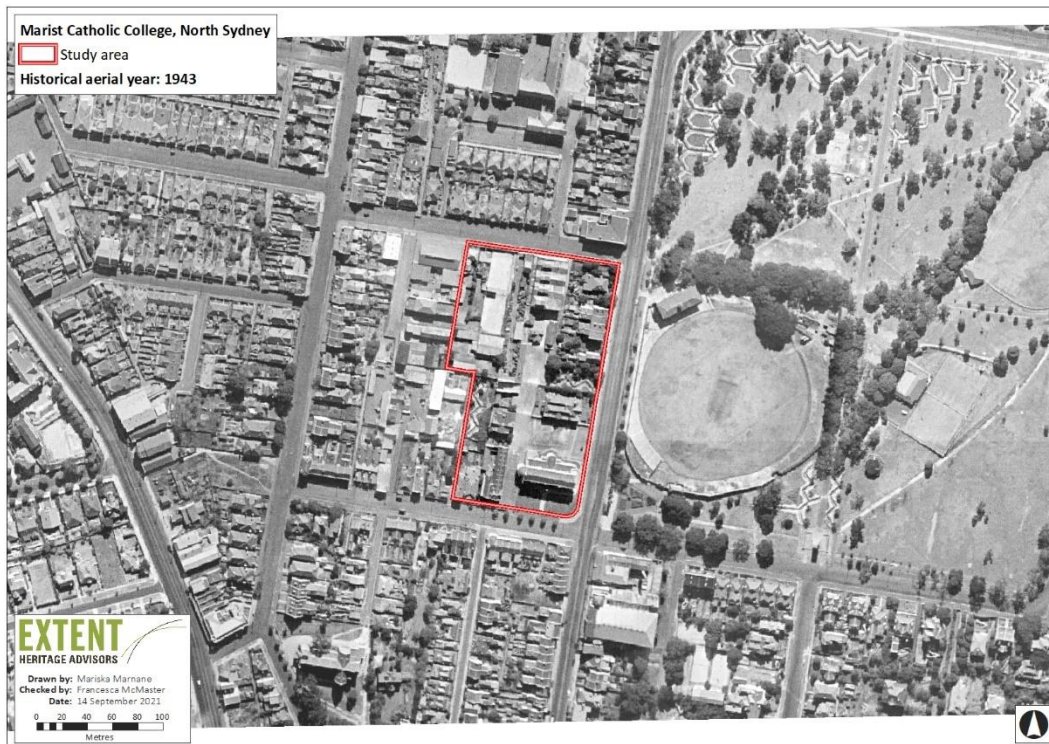 Marist Catholic College, North Sydney
Study area
Historical aerial year: 1943
EXTENT
HERITAGE ADVISORS
Drawn by: Mariska Marnane
Checked by: Francesca McMaster
Date: 14 September 2021
0 20 40 60 80 100
Metres